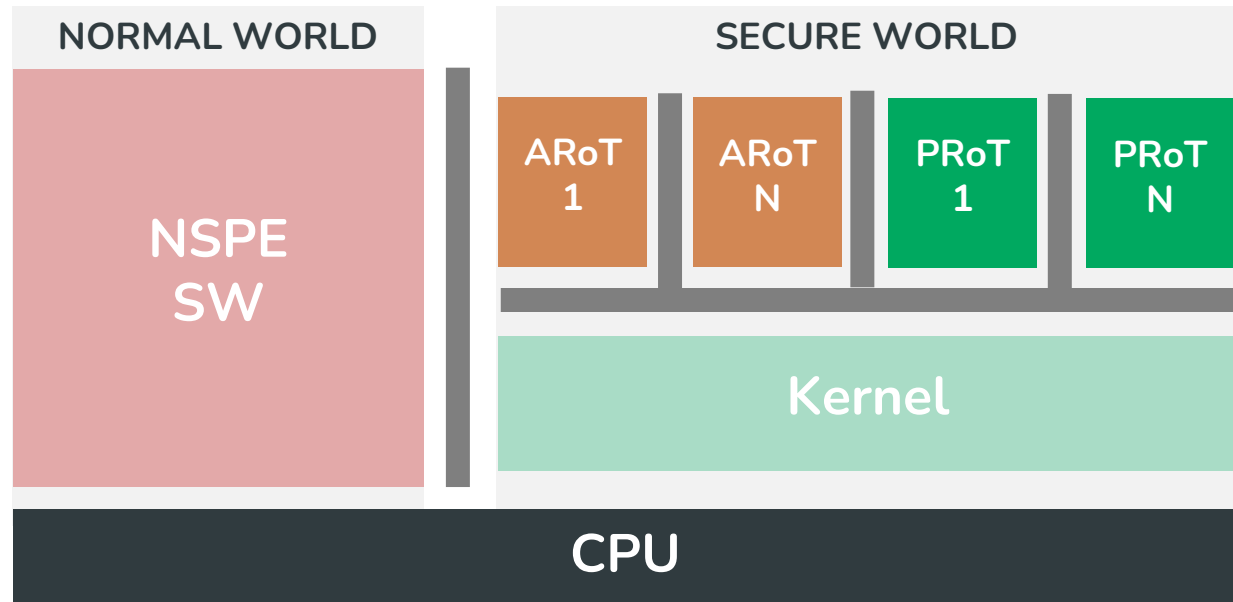 NORMAL WORLD
SECURE WORLD
NSPE
SW
ARoT
1
ARoT
N
PRoT
1
PRoT
N
Kernel
CPU